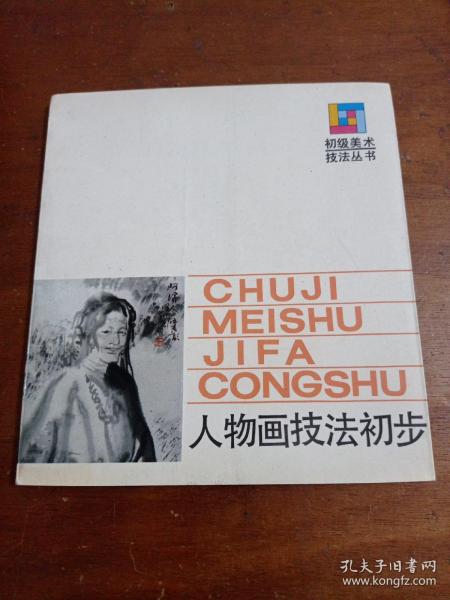 初级美术
技法丛书
CHUJI
MEISHU
JIFA
CONGSHU
人物画技法初步
孔夫子旧书网
www.kongfz.com